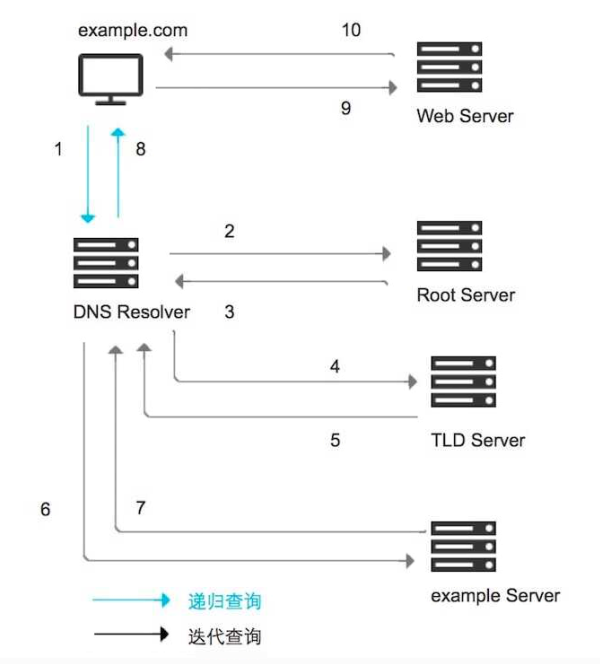 example.com
10
9
Web Server
1
8
2
DNS Resolver
3
Root Server
4
5
TLD Server
6
7
example Server
递归查询
迭代查询